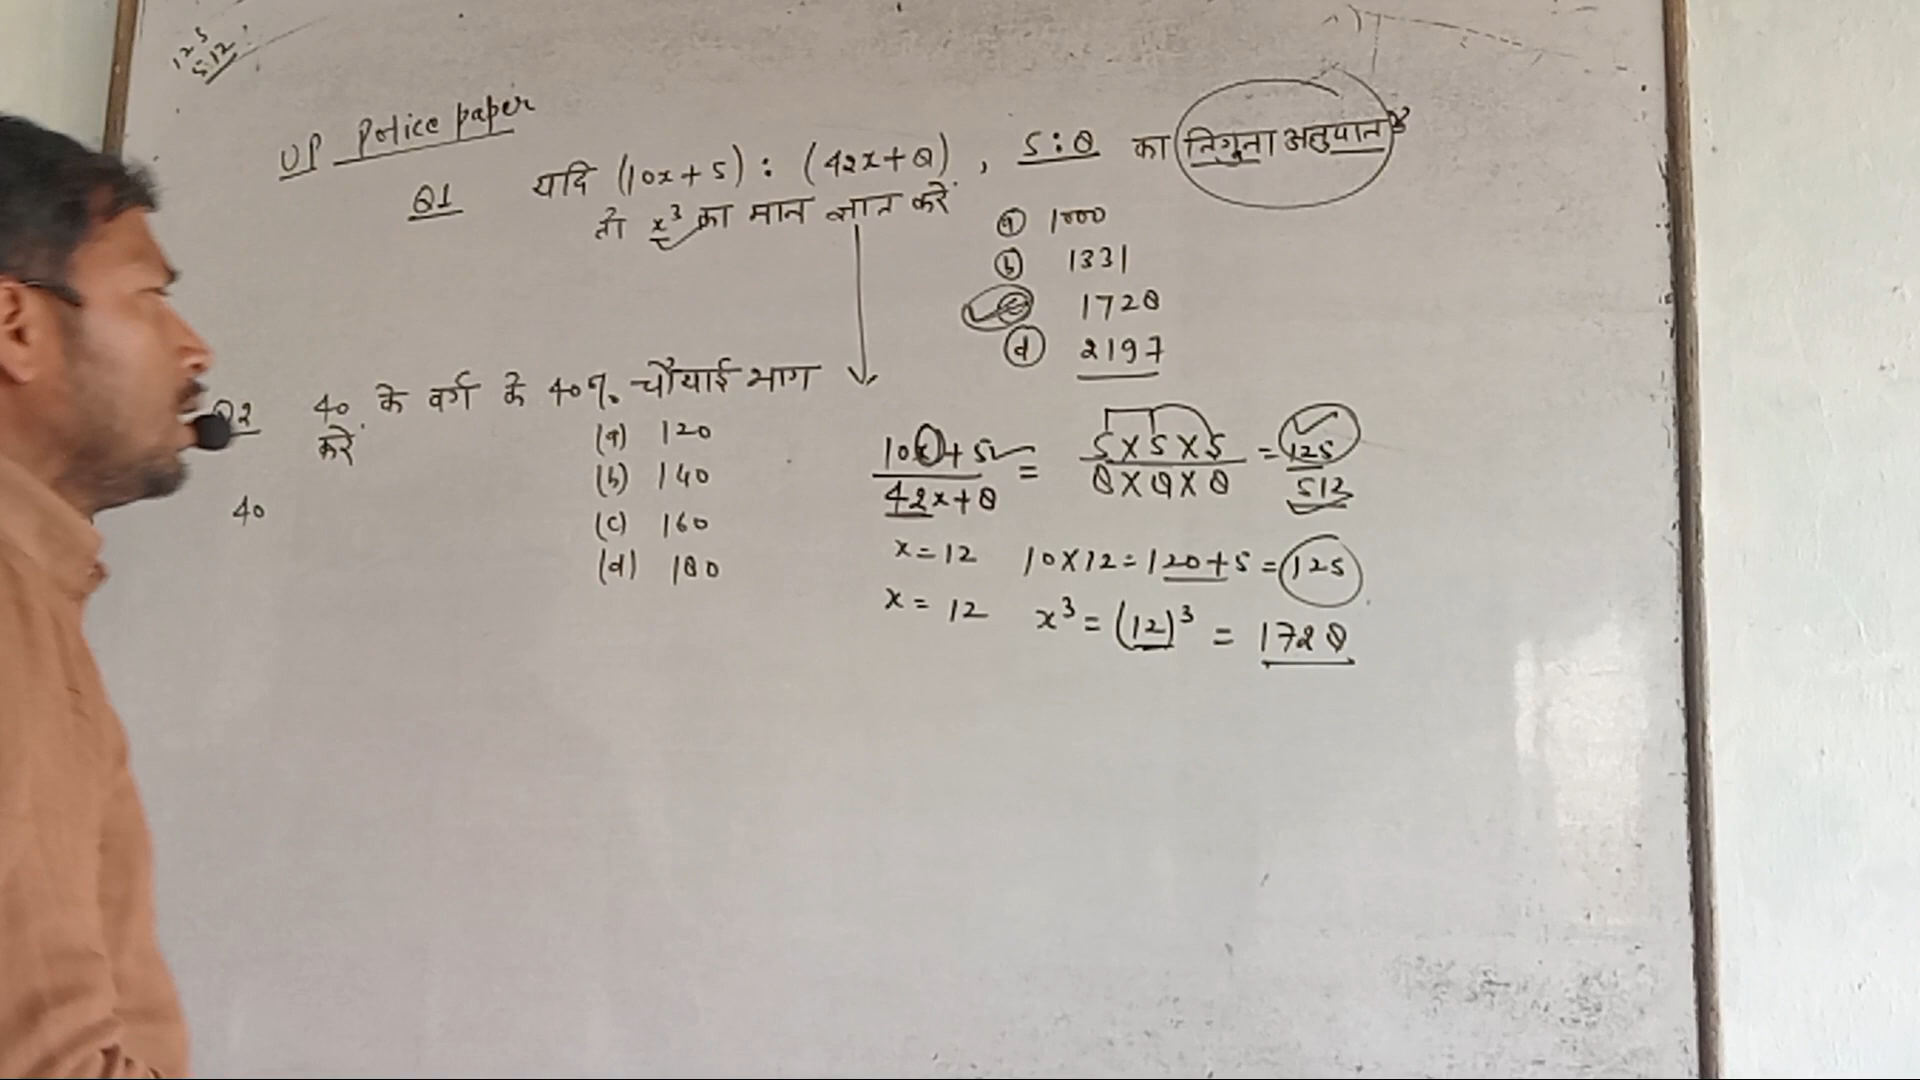 125
512
UP Police paper
Q1 यदि (10x+5) : (42x+8) , 5:8 का तिगुना अनुपात है
तो x³ का मान ज्ञात करें
(a) 1000
(b) 1331
(c) 1728
(d) 2197
Q2 40 के वर्ग के 40% चौथाई भाग
करें
(a) 120
(b) 140
(c) 160
(d) 180
40
10x+5 / 42x+8 = 5×5×5 / 8×8×8 = 125 / 512
x=12 10×12=120+5=125
x=12 x³=(12)³=1728